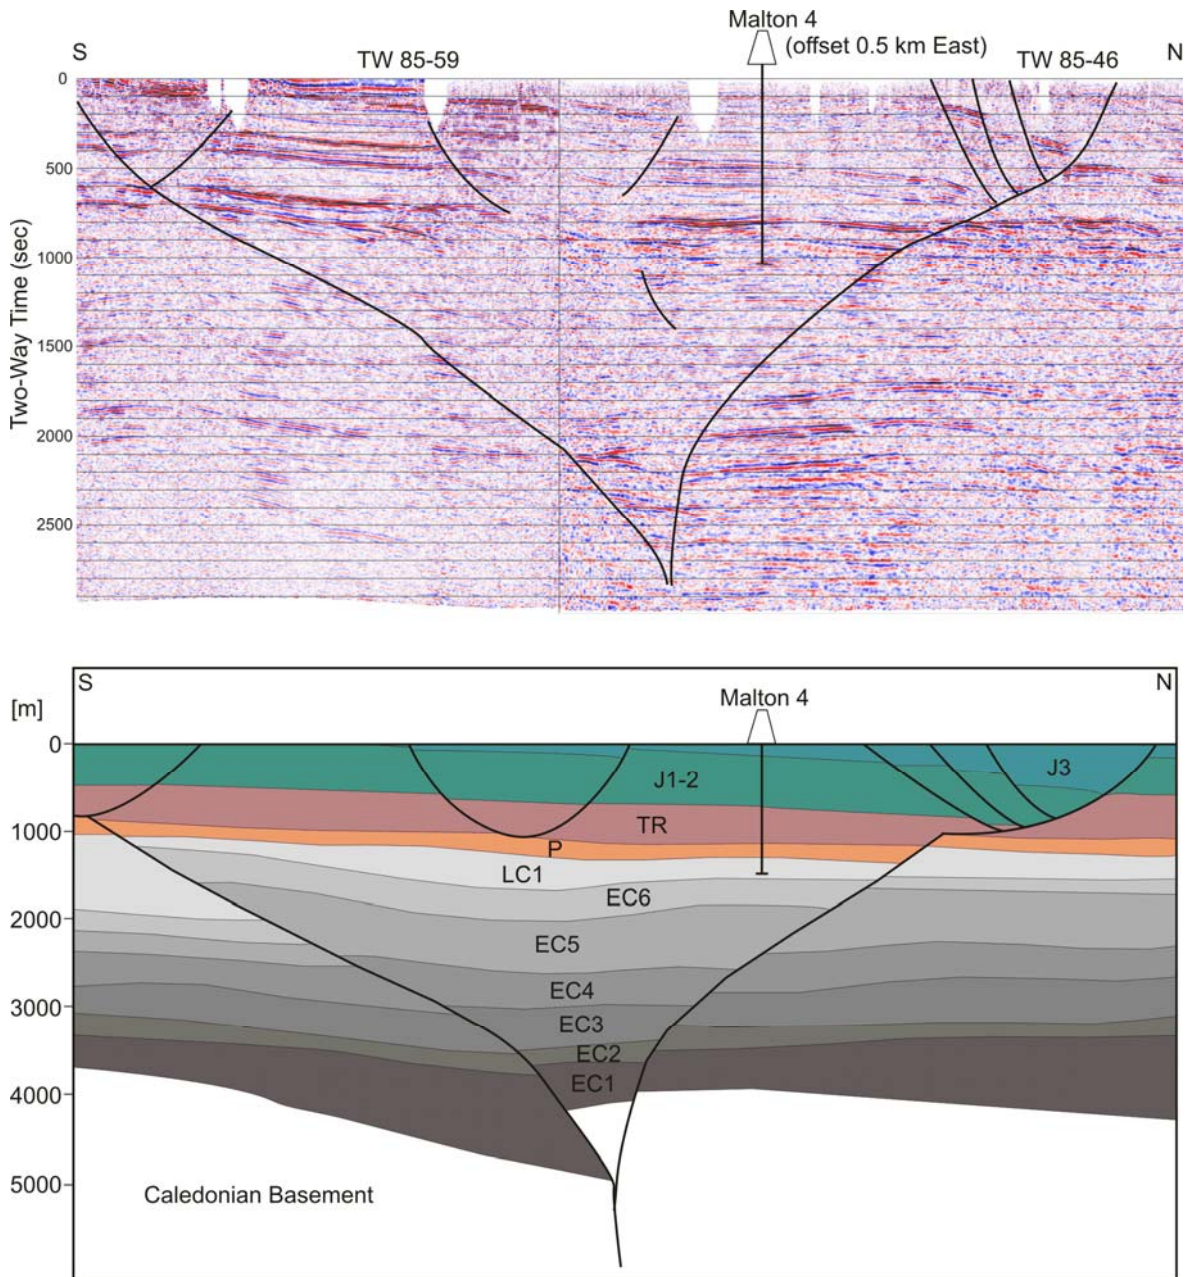 Malton 4
S TW 85-59 (offset 0.5 km East) TW 85-46 N
0
500
1000
1500
2000
2500
Two-Way Time (sec)
S N
[m] Malton 4
0
J3
J1-2
TR
1000
P
LC1
EC6
2000
EC5
EC4
3000
EC3
EC2
EC1
4000
5000
Caledonian Basement